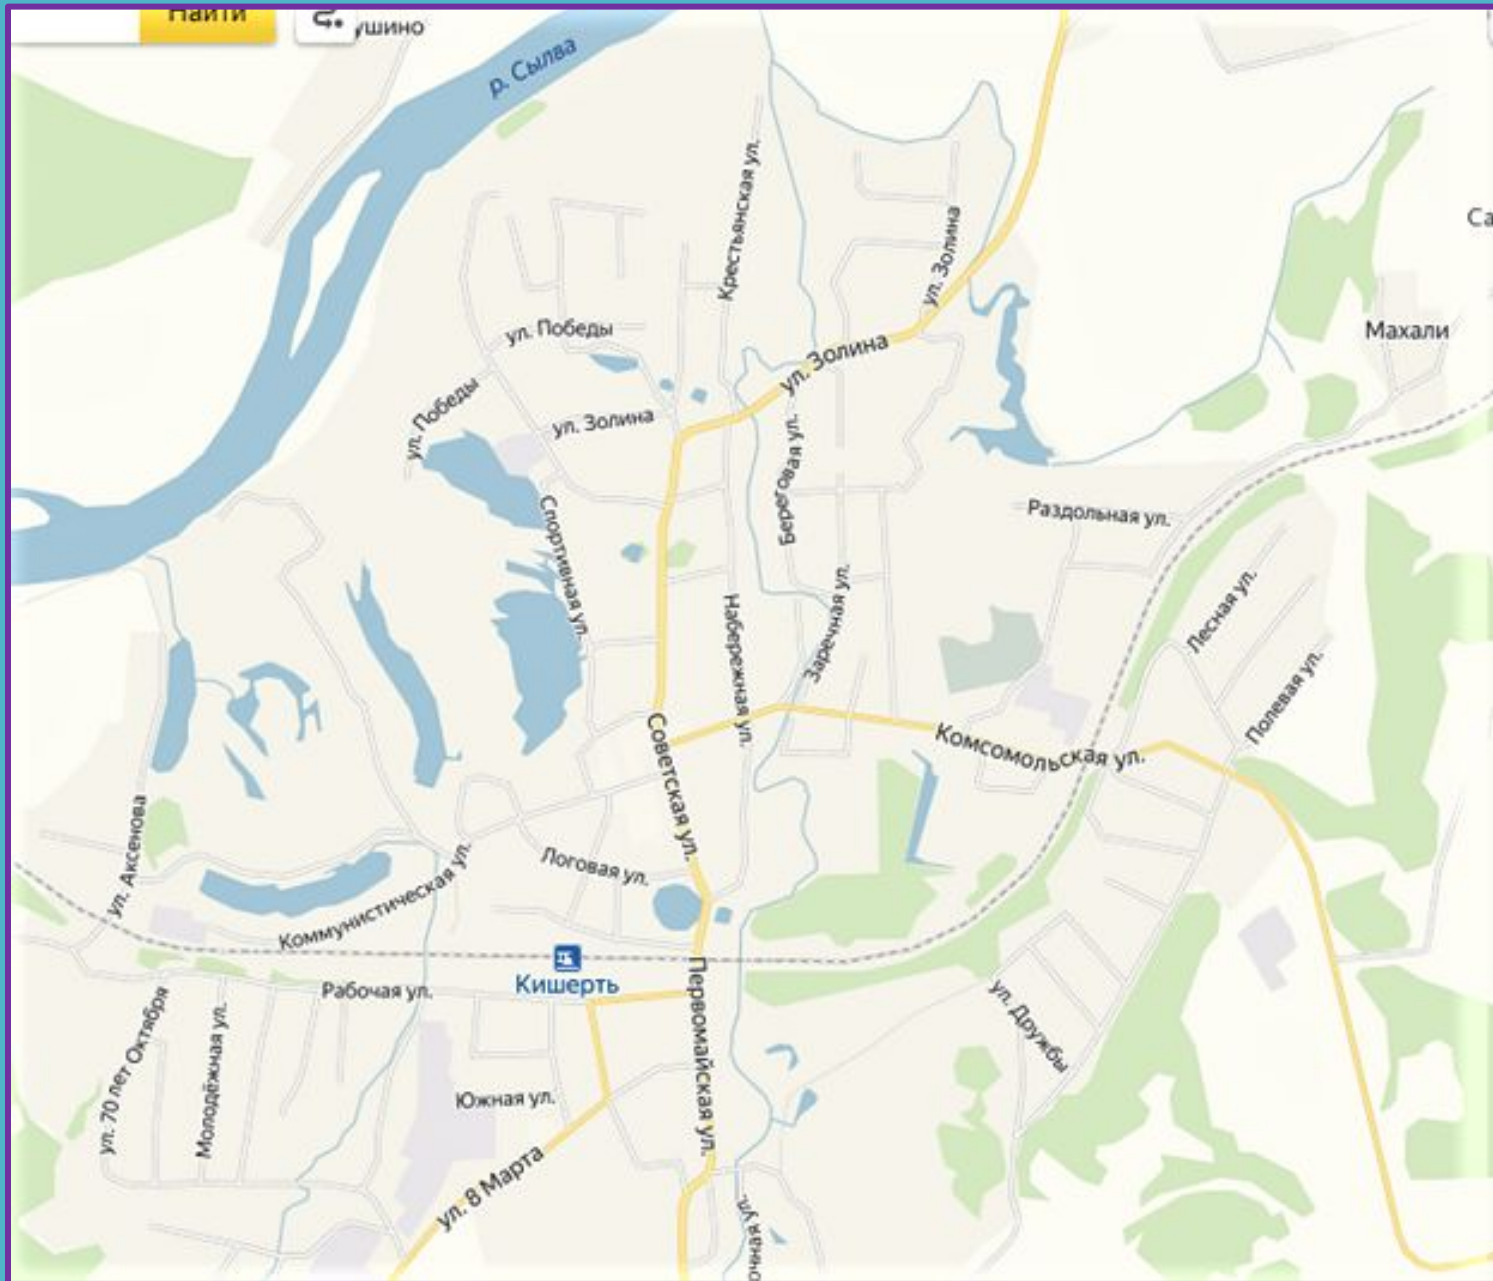 Найти
ушино
р. Сылва
Крестьянская ул.
ул. Золина
Са
ул. Победы
Махали
ул. Золина
ул. Победы
ул. Золина
Береговая ул.
Спортивная ул.
Раздольная ул.
Набережная ул.
Заречная ул.
Лесная ул.
Полевая ул.
Советская ул.
Комсомольская ул.
ул. Аксенова
Логовая ул.
Коммунистическая ул.
Кишерть
Рабочая ул.
Первомайская ул.
ул. Дружбы
ул. 70 лет Октября
Молодёжная ул.
Южная ул.
ул. 8 Марта
нная ул.